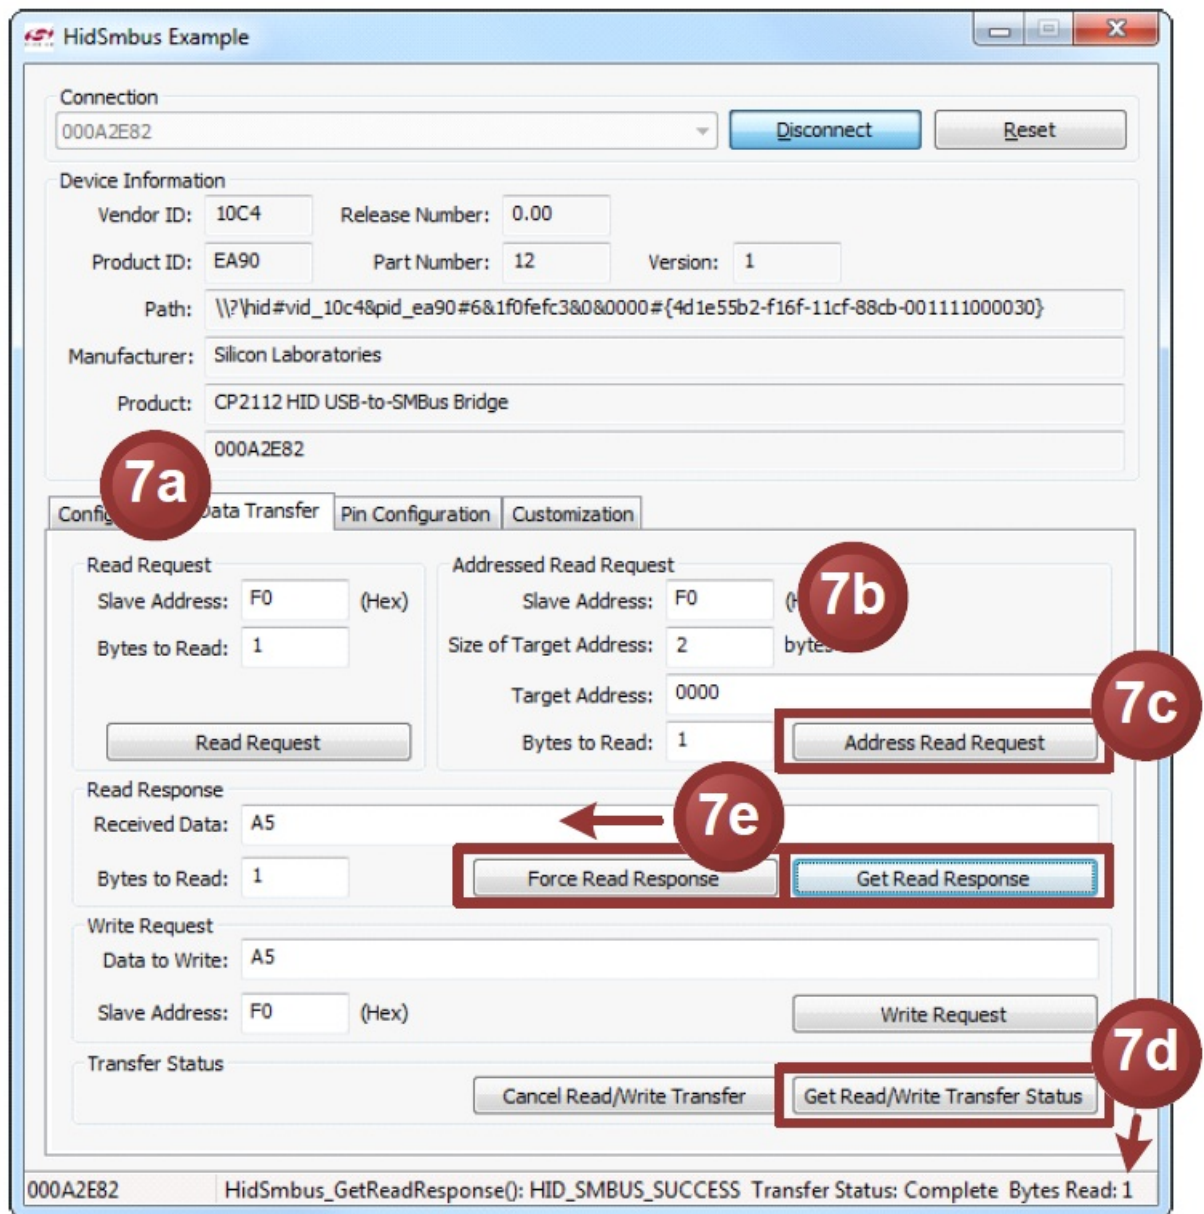 HidSmbus Example
Connection
000A2E82
Disconnect
Reset
Device Information
Vendor ID: 10C4 Release Number: 0.00
Product ID: EA90 Part Number: 12 Version: 1
Path: \\?\hid#vid_10c4&pid_ea90#6&1f0fefc3&0&0000#{4d1e55b2-f16f-11cf-88cb-001111000030}
Manufacturer: Silicon Laboratories
Product: CP2112 HID USB-to-SMBus Bridge
000A2E82
7a
Data Transfer Pin Configuration Customization
Read Request
Slave Address: F0 (Hex)
Bytes to Read: 1
Read Request
Addressed Read Request
7b
Slave Address: F0
Size of Target Address: 2 bytes
Target Address: 0000
7c
Bytes to Read: 1 Address Read Request
Read Response
Received Data: A5
7e
Bytes to Read: 1 Force Read Response Get Read Response
Write Request
Data to Write: A5
Slave Address: F0 (Hex) Write Request
7d
Transfer Status
Cancel Read/Write Transfer Get Read/Write Transfer Status
000A2E82 HidSmbus_GetReadResponse(): HID_SMBUS_SUCCESS Transfer Status: Complete Bytes Read: 1